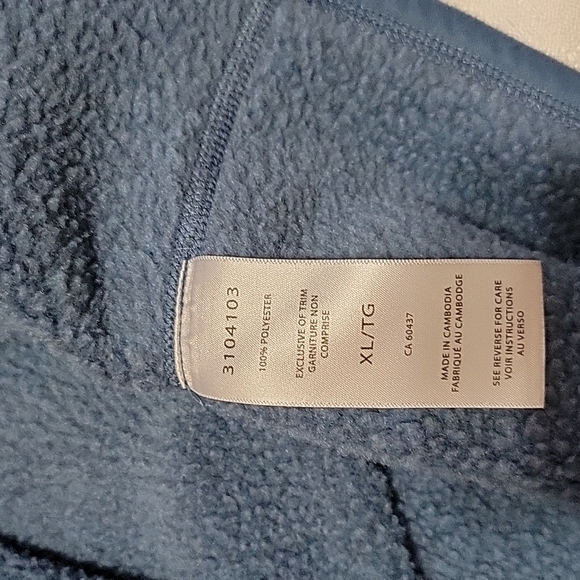 3104103
100% POLYESTER
EXCLUSIVE OF TRIM
GARNITURE NON
COMPRISE
XL/TG
CA 60437
MADE IN CAMBODIA
FABRIQUÉ AU CAMBODGE
SEE REVERSE FOR CARE
VOIR INSTRUCTIONS
AU VERSO